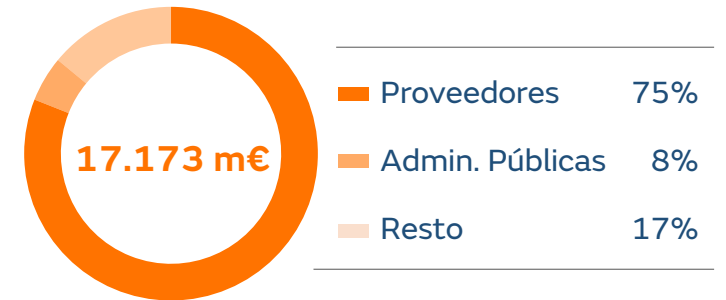 17.173 m€
Proveedores 75%
Admin. Públicas 8%
Resto 17%